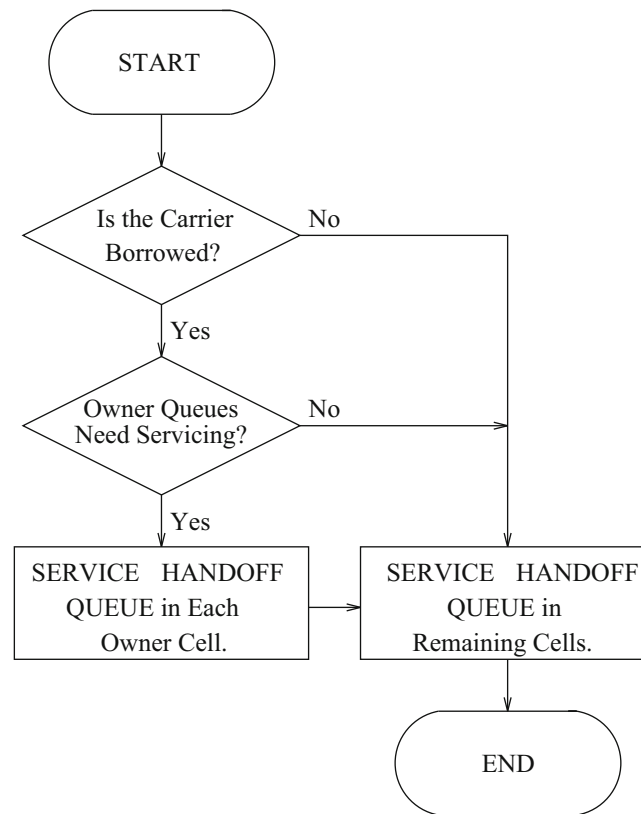 START
Is the Carrier
Borrowed?
No
Yes
Owner Queues
Need Servicing?
No
Yes
SERVICE HANDOFF
QUEUE in Each
Owner Cell.
SERVICE HANDOFF
QUEUE in
Remaining Cells.
END